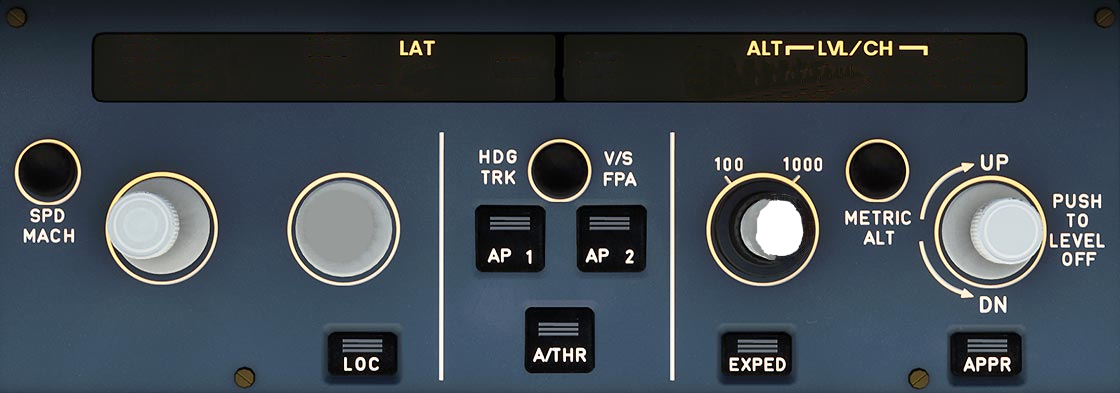 LAT
ALT LVL/CH
SPD
MACH
HDG
TRK
V/S
FPA
100
1000
METRIC
ALT
UP
PUSH
TO
LEVEL
OFF
DN
AP 1
AP 2
A/THR
LOC
EXPED
APPR